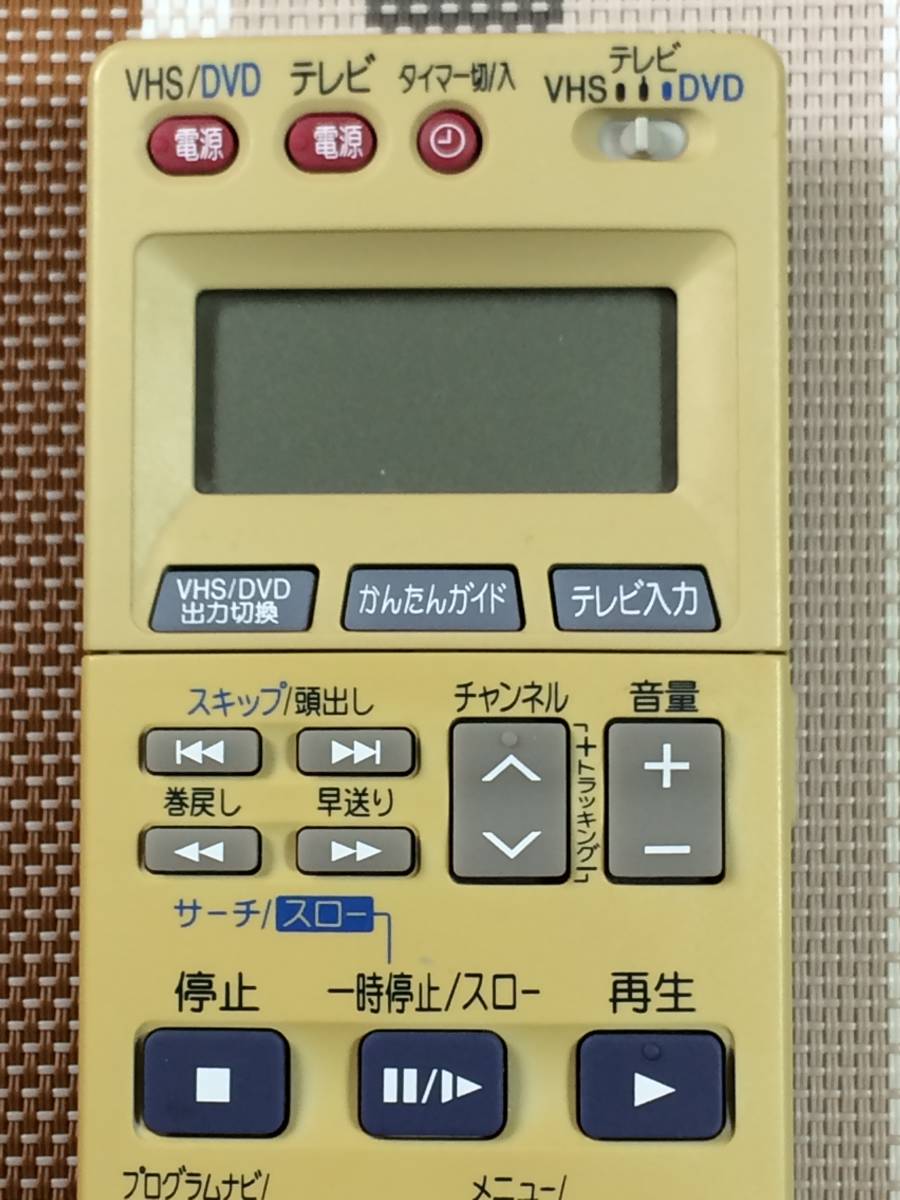 VHS/DVD テレビ タイマー切/入 テレビ
VHS DVD
電源 電源
VHS/DVD
出力切換
かんたんガイド
テレビ入力
スキップ/頭出し
チャンネル
音量
巻戻し 早送り
+トラッキング-
+
-
サーチ/スロー
停止 一時停止/スロー 再生
プログラムナビ/ メニュー/